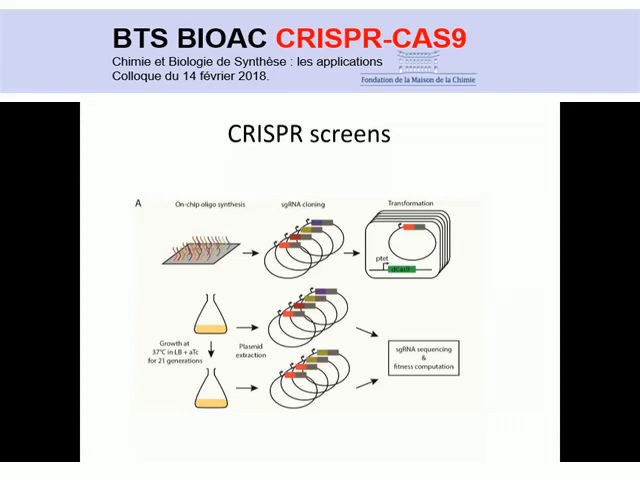 BTS BIOAC CRISPR-CAS9
Chimie et Biologie de Synthèse : les applications
Colloque du 14 février 2018.
Fondation de la Maison de la Chimie
CRISPR screens
A
On-chip oligo synthesis
sgRNA cloning
Transformation
ptet
dCas9
Growth at
37°C in LB + aTc
for 21 generations
Plasmid
extraction
sgRNA sequencing
&
fitness computation